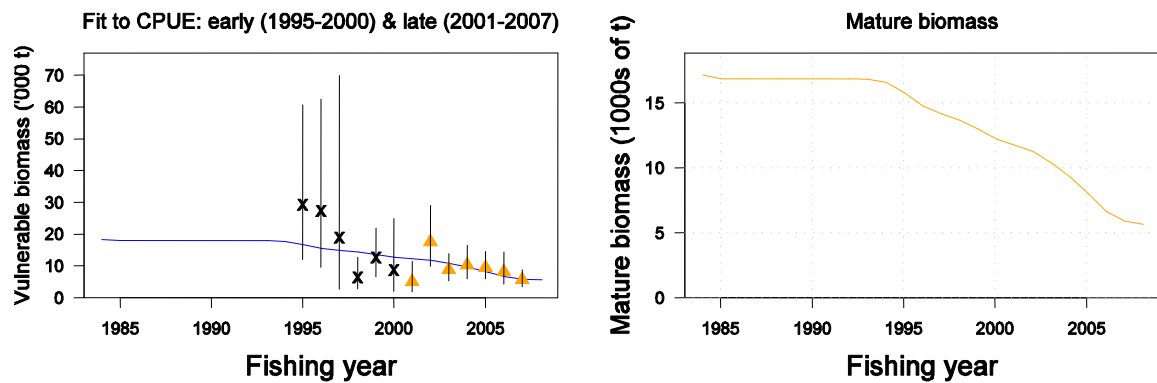 Fit to CPUE: early (1995-2000) & late (2001-2007)
Vulnerable biomass ('000 t)
70
60
50
40
30
20
10
0
1985 1990 1995 2000 2005
Fishing year
Mature biomass
Mature biomass (1000s of t)
15
10
5
0
1985 1990 1995 2000 2005
Fishing year